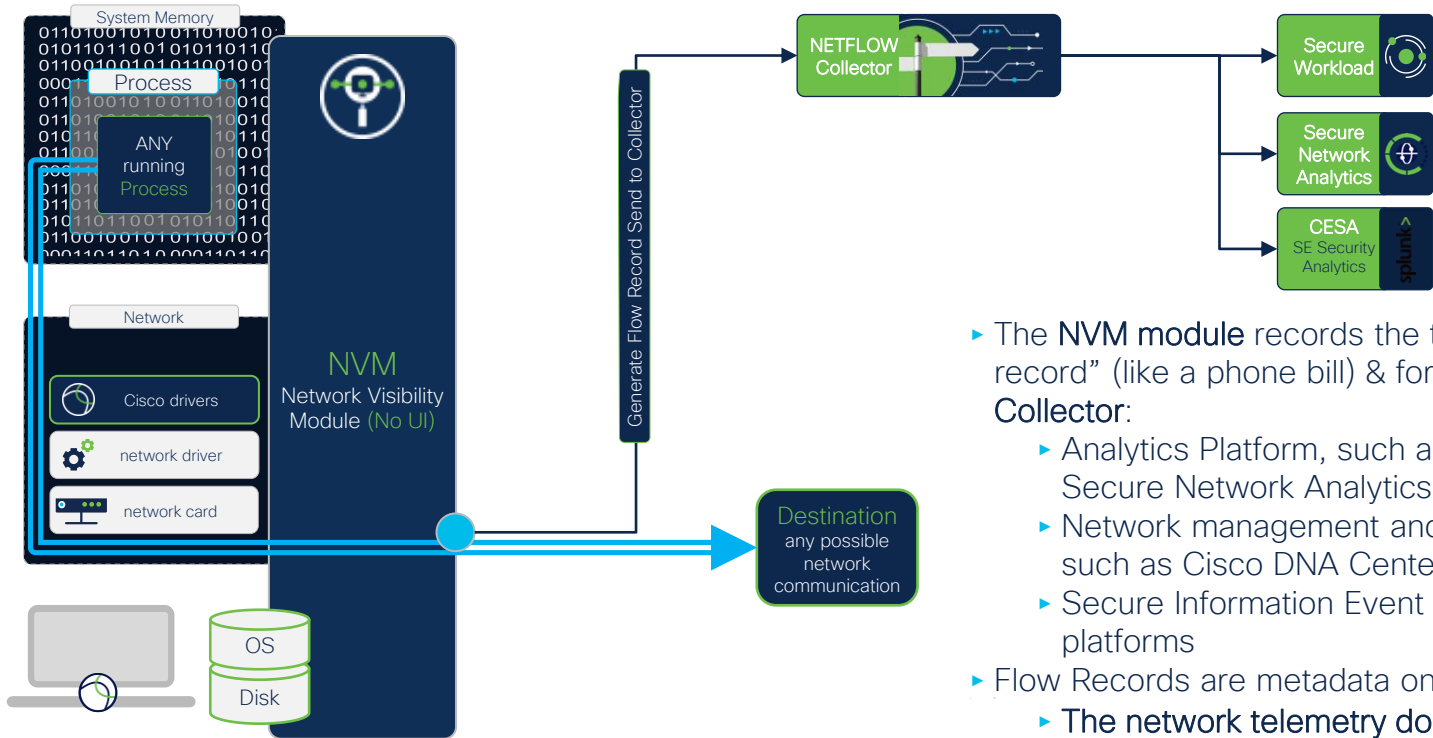 System Memory
Process
ANY
running
Process
Network
Cisco drivers
network driver
network card
OS
Disk
NVM
Network Visibility
Module (No UI)
Generate Flow Record Send to Collector
Destination
any possible
network
communication
NETFLOW
Collector
Secure
Workload
Secure
Network
Analytics
CESA
SE Security
Analytics
splunk>
▸ The NVM module records the
record” (like a phone bill) & for
Collector:
▸ Analytics Platform, such a
Secure Network Analytics
▸ Network management and
such as Cisco DNA Cente
▸ Secure Information Event
platforms
▸ Flow Records are metadata on
▸ The network telemetry do